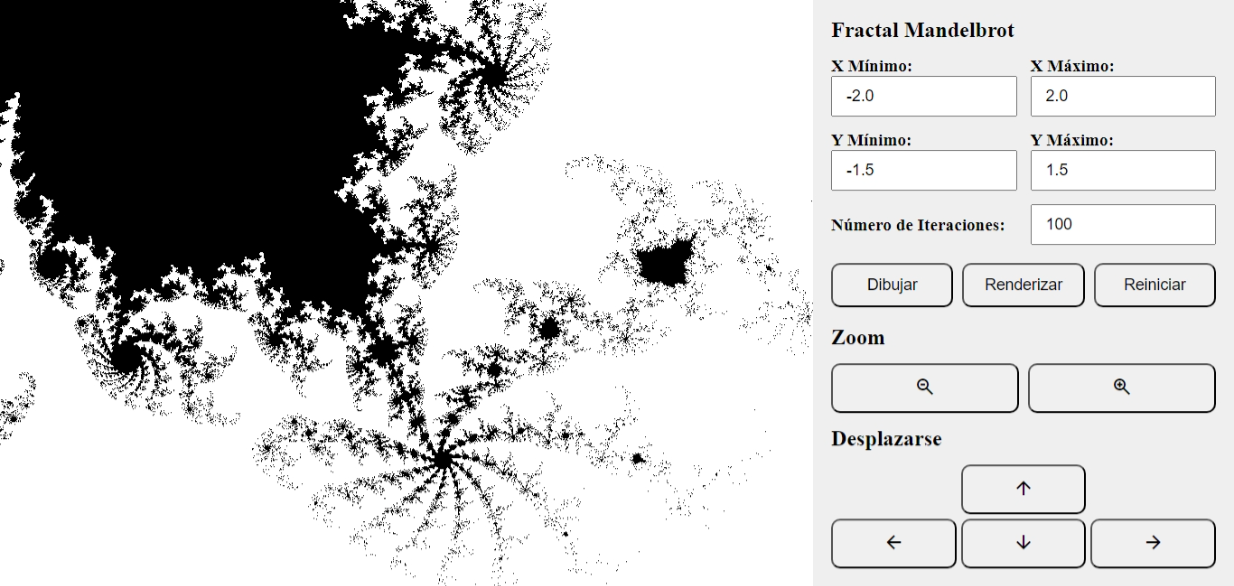 Fractal Mandelbrot
X Mínimo: X Máximo:
-2.0 2.0
Y Mínimo: Y Máximo:
-1.5 1.5
Número de Iteraciones: 100
Dibujar Renderizar Reiniciar
Zoom
Desplazarse